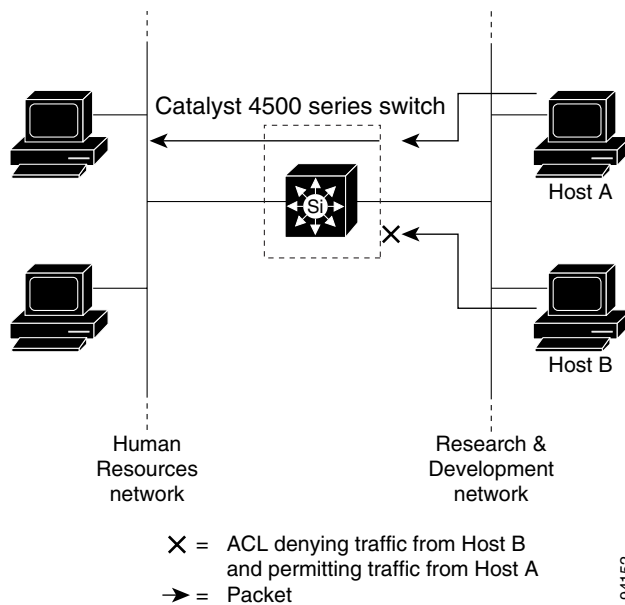 Catalyst 4500 series switch
Si
Host A
Host B
Human
Resources
network
Research &
Development
network
X = ACL denying traffic from Host B
and permitting traffic from Host A
= Packet